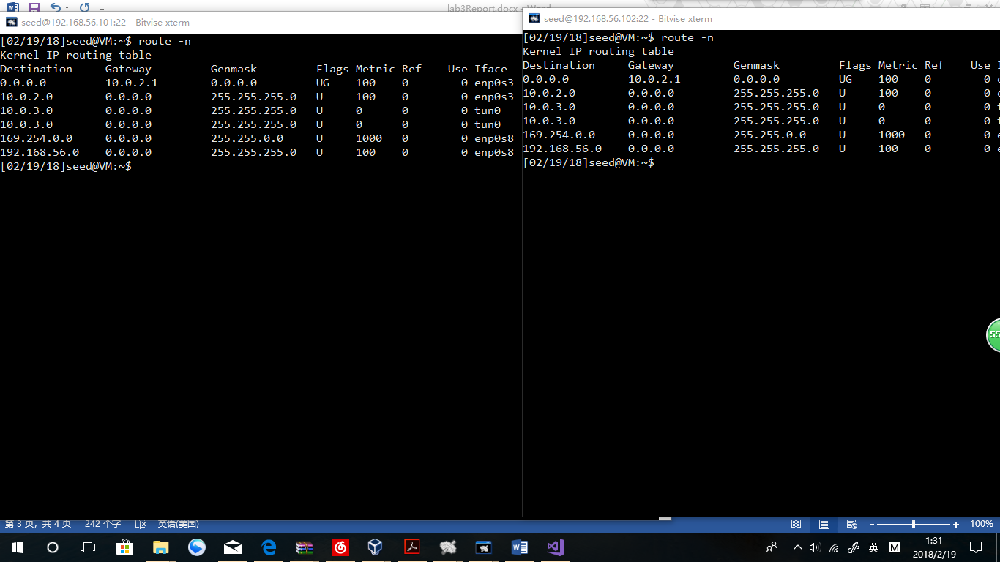 lab3Report.docx - Word
seed@192.168.56.101:22 - Bitvise xterm
[02/19/18]seed@VM:~$ route -n
Kernel IP routing table
Destination     Gateway         Genmask         Flags Metric Ref    Use Iface
0.0.0.0         10.0.2.1        0.0.0.0         UG    100    0        0 enp0s3
10.0.2.0        0.0.0.0         255.255.255.0   U     100    0        0 enp0s3
10.0.3.0        0.0.0.0         255.255.255.0   U     0      0        0 tun0
10.0.3.0        0.0.0.0         255.255.255.0   U     0      0        0 tun0
169.254.0.0     0.0.0.0         255.255.0.0     U     1000   0        0 enp0s8
192.168.56.0    0.0.0.0         255.255.255.0   U     100    0        0 enp0s8
[02/19/18]seed@VM:~$
seed@192.168.56.102:22 - Bitvise xterm
[02/19/18]seed@VM:~$ route -n
Kernel IP routing table
Destination     Gateway         Genmask         Flags Metric Ref    Use I
0.0.0.0         10.0.2.1        0.0.0.0         UG    100    0        0 e
10.0.2.0        0.0.0.0         255.255.255.0   U     100    0        0 e
10.0.3.0        0.0.0.0         255.255.255.0   U     0      0        0 t
10.0.3.0        0.0.0.0         255.255.255.0   U     0      0        0 t
169.254.0.0     0.0.0.0         255.255.0.0     U     1000   0        0 e
192.168.56.0    0.0.0.0         255.255.255.0   U     100    0        0 e
[02/19/18]seed@VM:~$
55
第 3 页，共 4 页 242 个字 英语(美国) 100%
英 M 1:31
2018/2/19